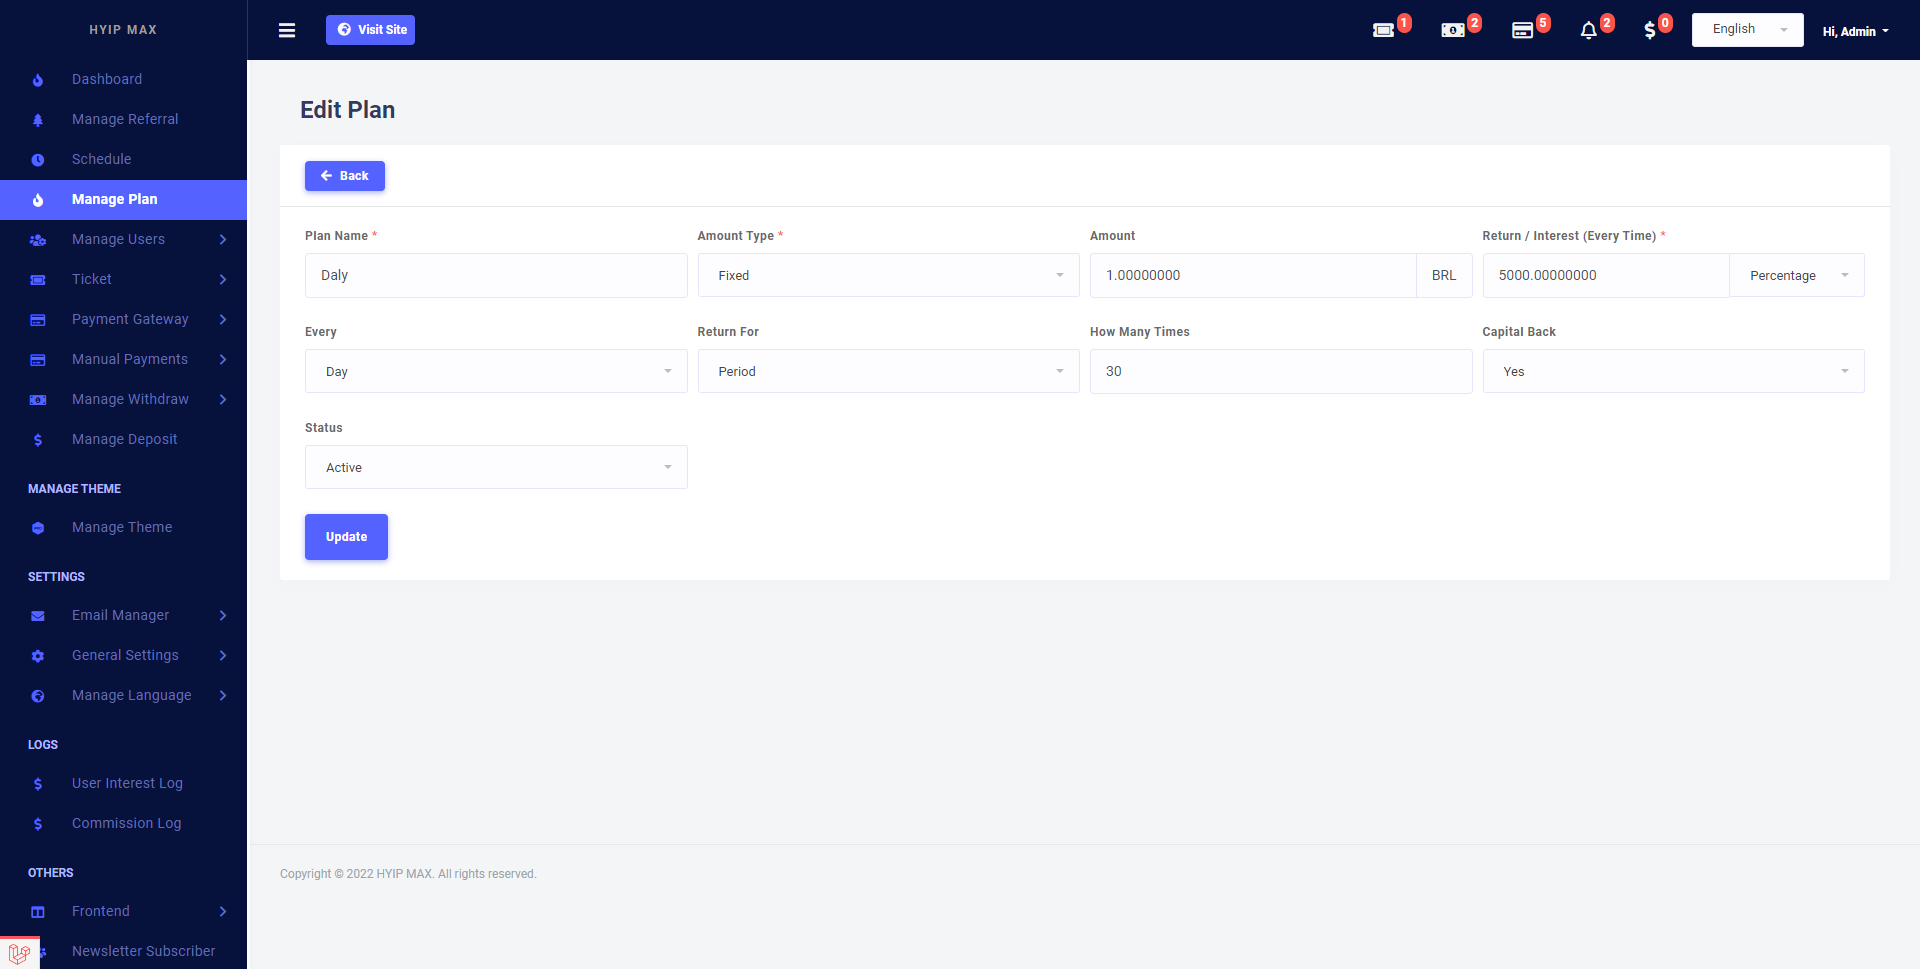 HYIP MAX
Visit Site
1
2
5
2
0
English
Hi, Admin
Dashboard
Manage Referral
Schedule
Manage Plan
Manage Users
Ticket
Payment Gateway
Manual Payments
Manage Withdraw
Manage Deposit
MANAGE THEME
Manage Theme
SETTINGS
Email Manager
General Settings
Manage Language
LOGS
User Interest Log
Commission Log
OTHERS
Frontend
Newsletter Subscriber
Edit Plan
Back
Plan Name *
Daly
Amount Type *
Fixed
Amount
1.00000000 BRL
Return / Interest (Every Time) *
5000.00000000 Percentage
Every
Day
Return For
Period
How Many Times
30
Capital Back
Yes
Status
Active
Update
Copyright © 2022 HYIP MAX. All rights reserved.